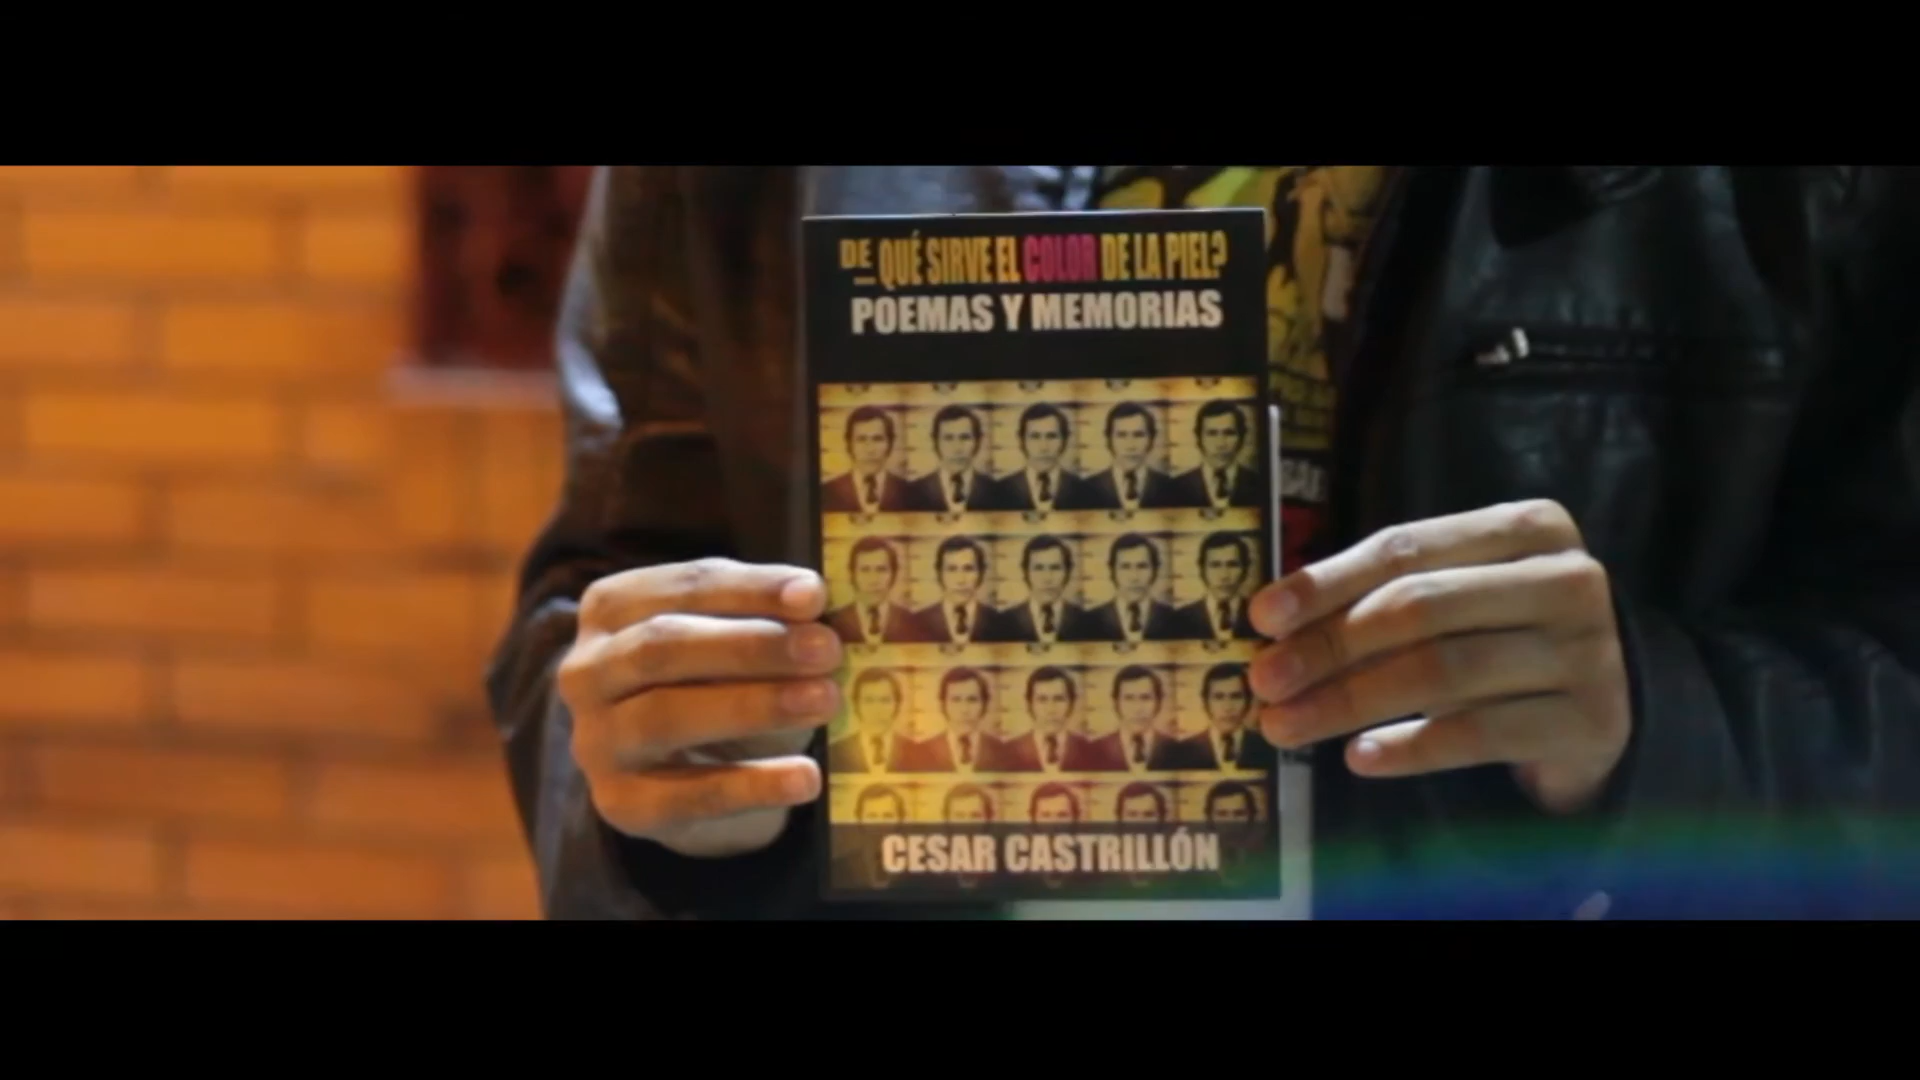 DE QUÉ SIRVE EL COLOR DE LA PIEL?
POEMAS Y MEMORIAS
CESAR CASTRILLÓN